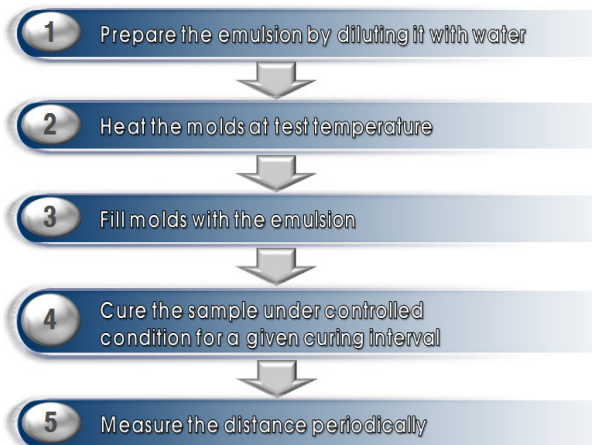 1 Prepare the emulsion by diluting it with water
2 Heat the molds at test temperature
3 Fill molds with the emulsion
4 Cure the sample under controlled
condition for a given curing interval
5 Measure the distance periodically